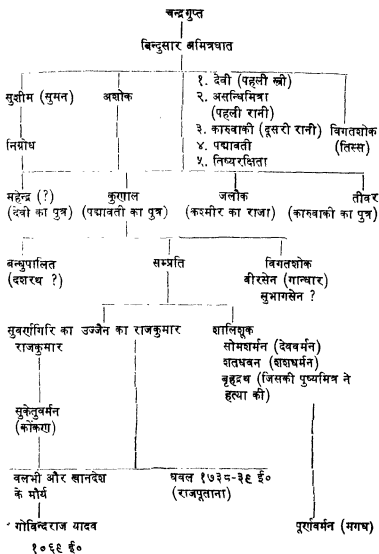 चन्द्रगुप्त
बिन्दुसार अमित्रघात
सुशीम (सुमन)
अशोक
१. देवी (पहली स्त्री)
२. असन्धिमित्रा
(पहली रानी)
३. कारुवाकी (दूसरी रानी)
४. पद्मावती
५. तिष्यरक्षिता
विगतशोक
(तिस्स)
निग्रोध
महेन्द्र (?)
(देवी का पुत्र)
कुणाल
(पद्मावती का पुत्र)
जलौक
(कश्मीर का राजा)
तीवर
(कारुवाकी का पुत्र)
बन्धुपालित
(दशरथ ?)
सम्प्रति
विगतशोक
वीरसेन (गान्धार)
सुभागसेन ?
सुवर्णगिरि का
राजकुमार
उज्जैन का राजकुमार
शालिशूक
सोमशर्मन (देववर्मन)
शतधवन (शशधर्मन)
बृहद्रथ (जिसकी पुष्यमित्र ने
हत्या की)
सुकेतुवर्मन
(कोंकण)
वलभी और खानदेश
के मौर्य
धवल १७३८-३९ ई०
(राजपूताना)
गोविन्दराज यादव
१०६९ ई०
पूर्णवर्मन (मगध)